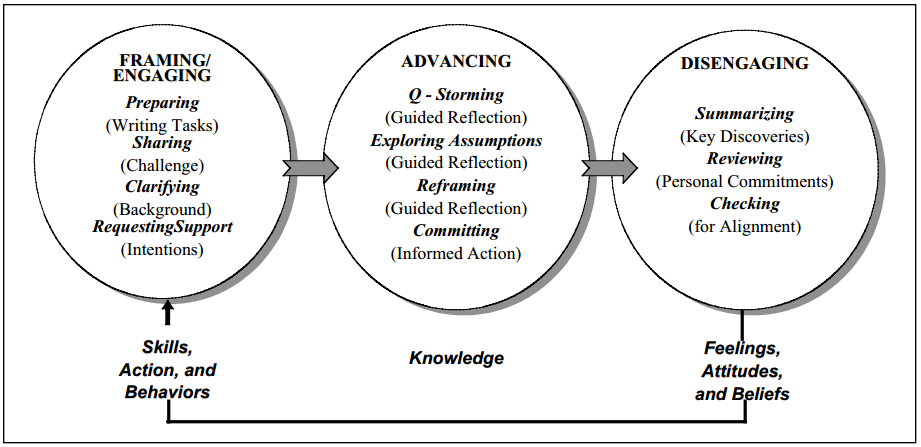 FRAMING/
ENGAGING
Preparing
(Writing Tasks)
Sharing
(Challenge)
Clarifying
(Background)
RequestingSupport
(Intentions)
ADVANCING
Q - Storming
(Guided Reflection)
Exploring Assumptions
(Guided Reflection)
Reframing
(Guided Reflection)
Committing
(Informed Action)
DISENGAGING
Summarizing
(Key Discoveries)
Reviewing
(Personal Commitments)
Checking
(for Alignment)
Skills,
Action, and
Behaviors
Knowledge
Feelings,
Attitudes,
and Beliefs